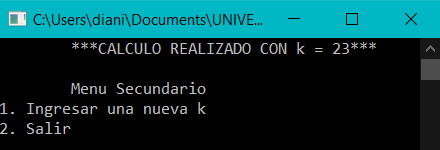 C:\Users\diani\Documents\UNIVE...
***CALCULO REALIZADO CON k = 23***
Menu Secundario
1. Ingresar una nueva k
2. Salir